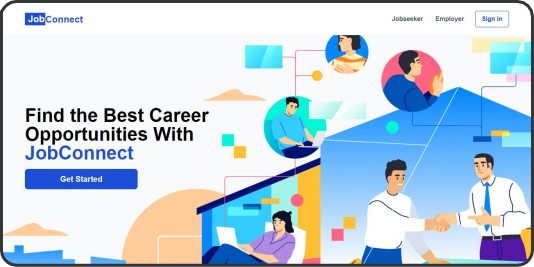 JobConnect
Jobseeker
Employer
Sign in
Find the Best Career
Opportunities With
JobConnect
Get Started